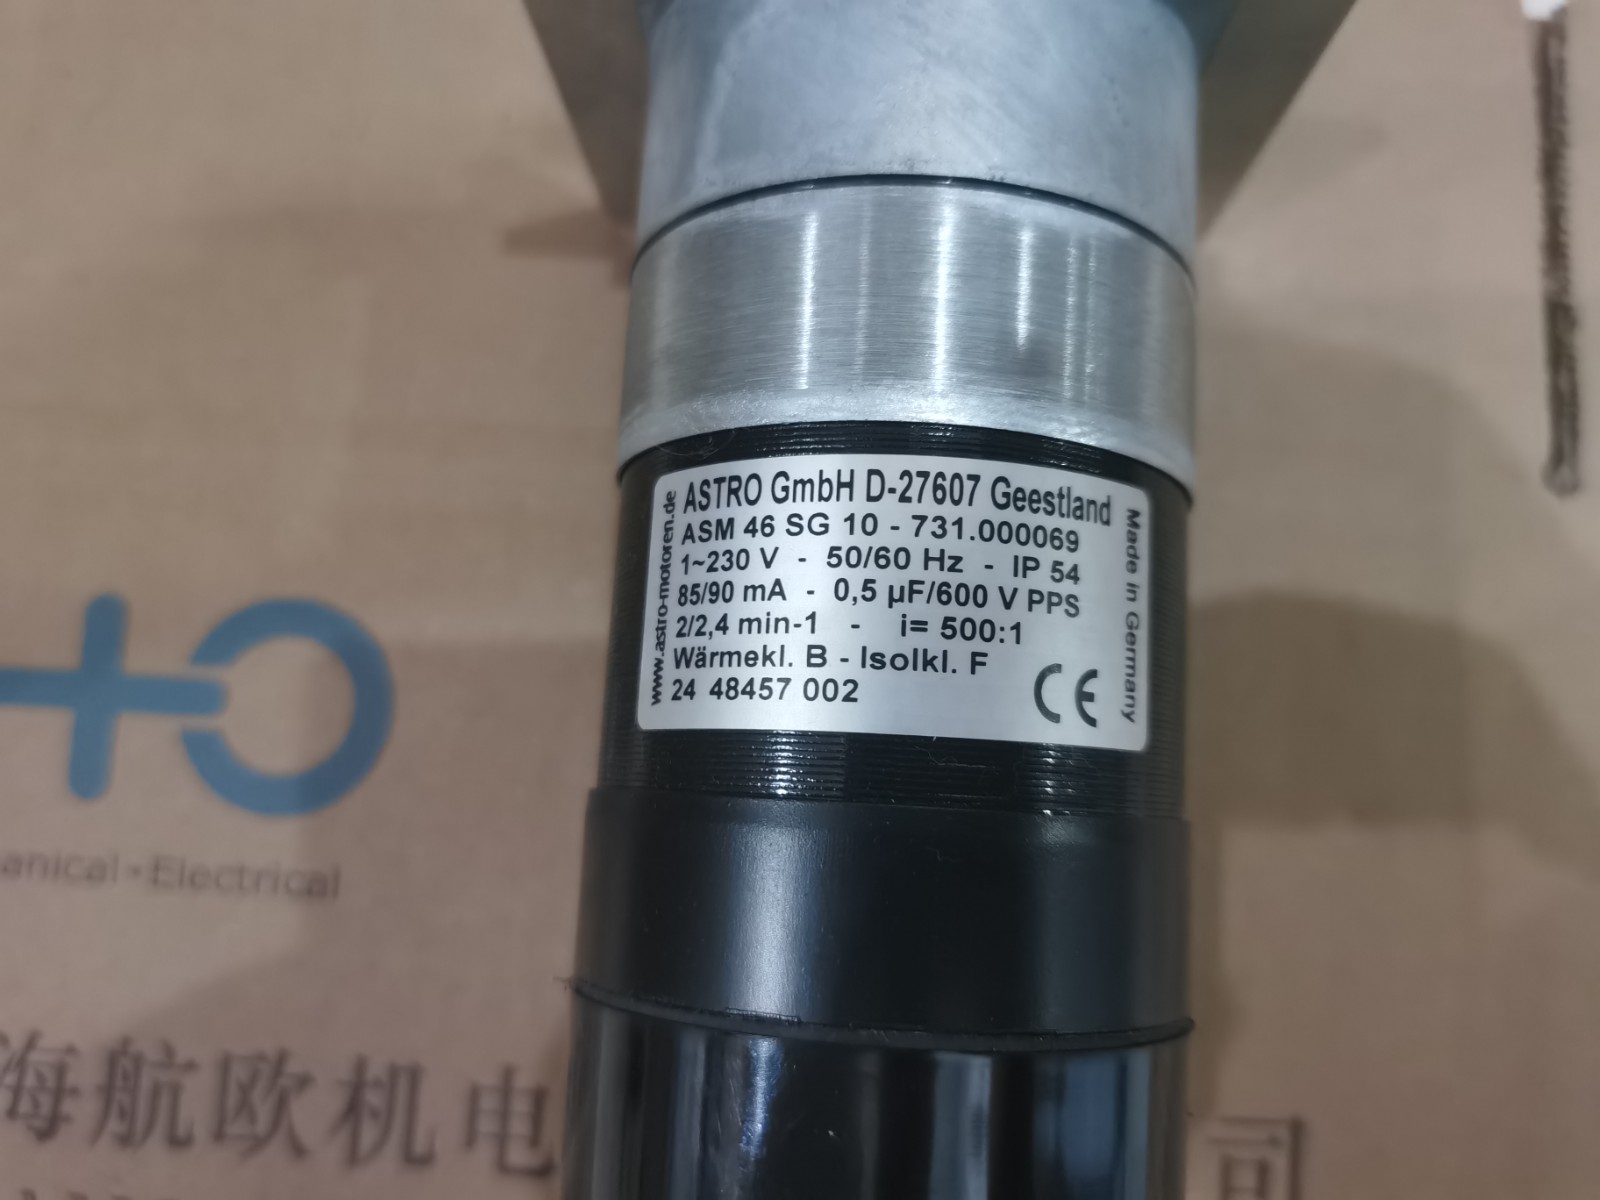 ASTRO GmbH D-27607 Geestland
ASM 46 SG 10 - 731.000069
1~230 V - 50/60 Hz - IP 54
85/90 mA - 0,5 µF/600 V PPS
2/2,4 min-1 - i= 500:1
Wärmekl. B - Isolkl. F
24 48457 002
CE
www.astro-motoren.de
Made in Germany
anical·Electrical
海航欧机电
司